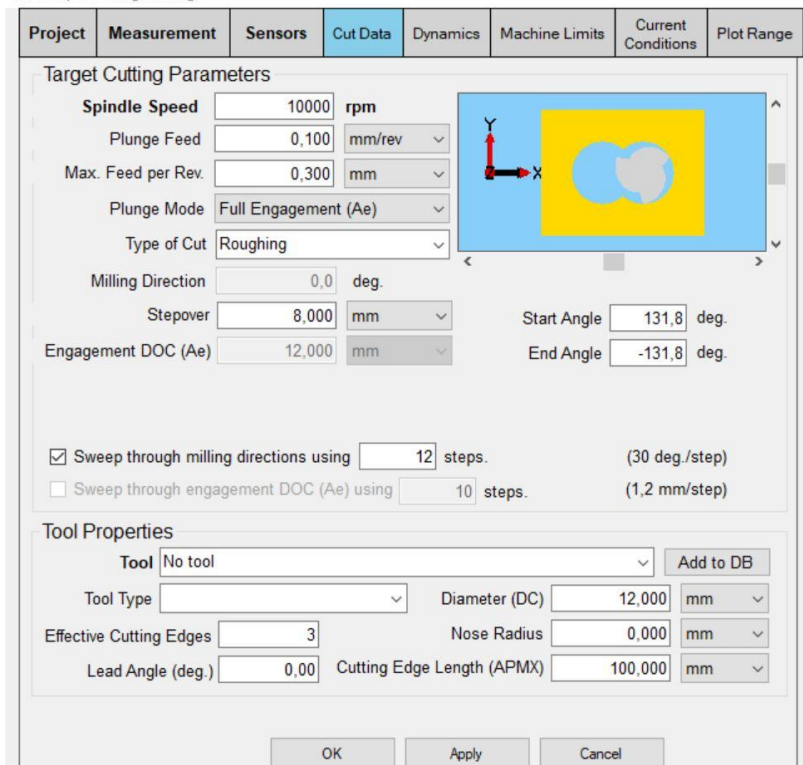 Project Measurement Sensors Cut Data Dynamics Machine Limits Current Conditions Plot Range
Target Cutting Parameters
Spindle Speed 10000 rpm
Plunge Feed 0,100 mm/rev
Max. Feed per Rev. 0,300 mm
Plunge Mode Full Engagement (Ae)
Type of Cut Roughing
Y
X
Milling Direction 0,0 deg.
Stepover 8,000 mm Start Angle 131,8 deg.
Engagement DOC (Ae) 12,000 mm End Angle -131,8 deg.
Sweep through milling directions using 12 steps. (30 deg./step)
Sweep through engagement DOC (Ae) using 10 steps. (1,2 mm/step)
Tool Properties
Tool No tool Add to DB
Tool Type Diameter (DC) 12,000 mm
Effective Cutting Edges 3 Nose Radius 0,000 mm
Lead Angle (deg.) 0,00 Cutting Edge Length (APMX) 100,000 mm
OK Apply Cancel